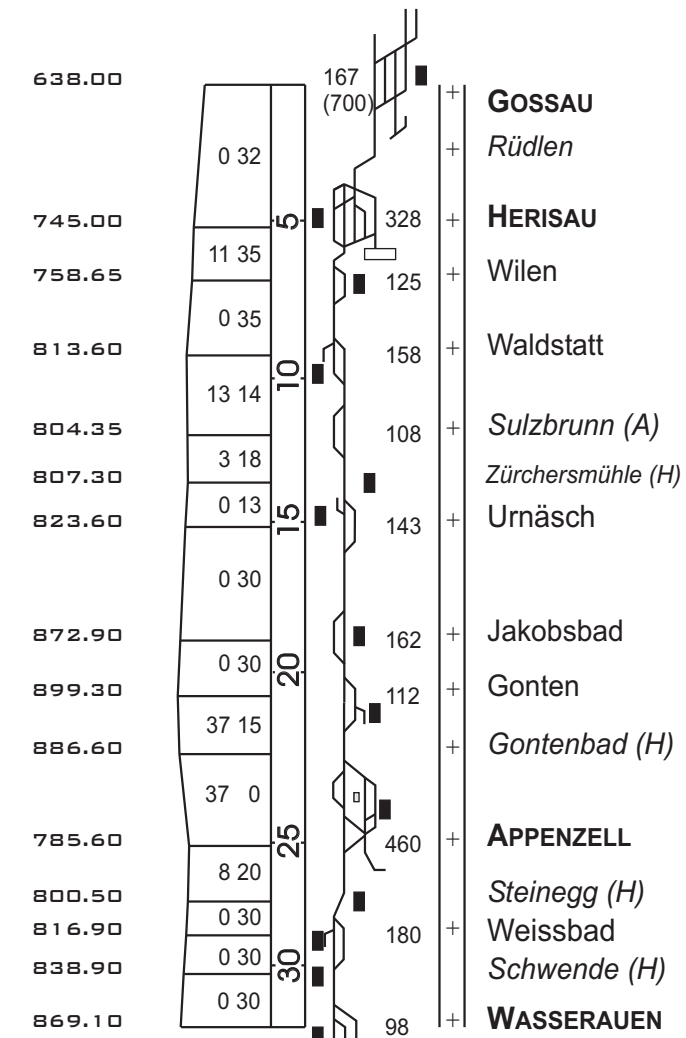 638.00 167 + GOSSAU
(700)
0 32 + Rüdlen
745.00 5 328 + HERISAU
11 35
758.65 125 + Wilen
0 35
813.60 158 + Waldstatt
10
13 14
804.35 108 + Sulzbrunn (A)
3 18
807.30 Zürchersmühle (H)
0 13
823.60 15 143 + Urnäsch
0 30
872.90 162 + Jakobsbad
0 30 20
899.30 112 + Gonten
37 15
886.60 + Gontenbad (H)
37 0
785.60 25 460 + APPENZELL
8 20
800.50 Steinegg (H)
0 30
816.90 180 + Weissbad
0 30
838.90 30 Schwende (H)
0 30
869.10 98 + WASSERAUEN